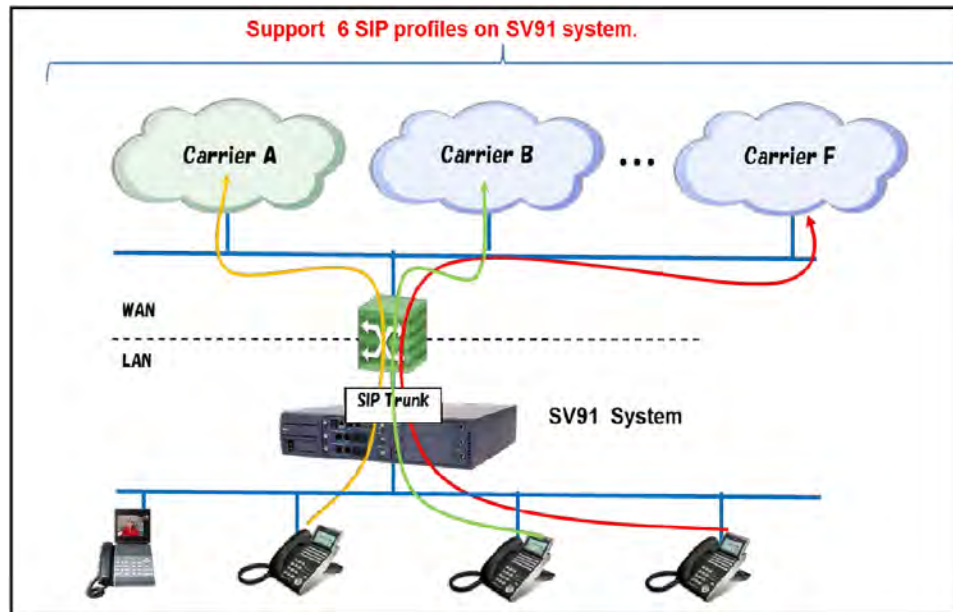 Support 6 SIP profiles on SV91 system.
Carrier A
Carrier B
...
Carrier F
WAN
LAN
SIP Trunk
SV91 System